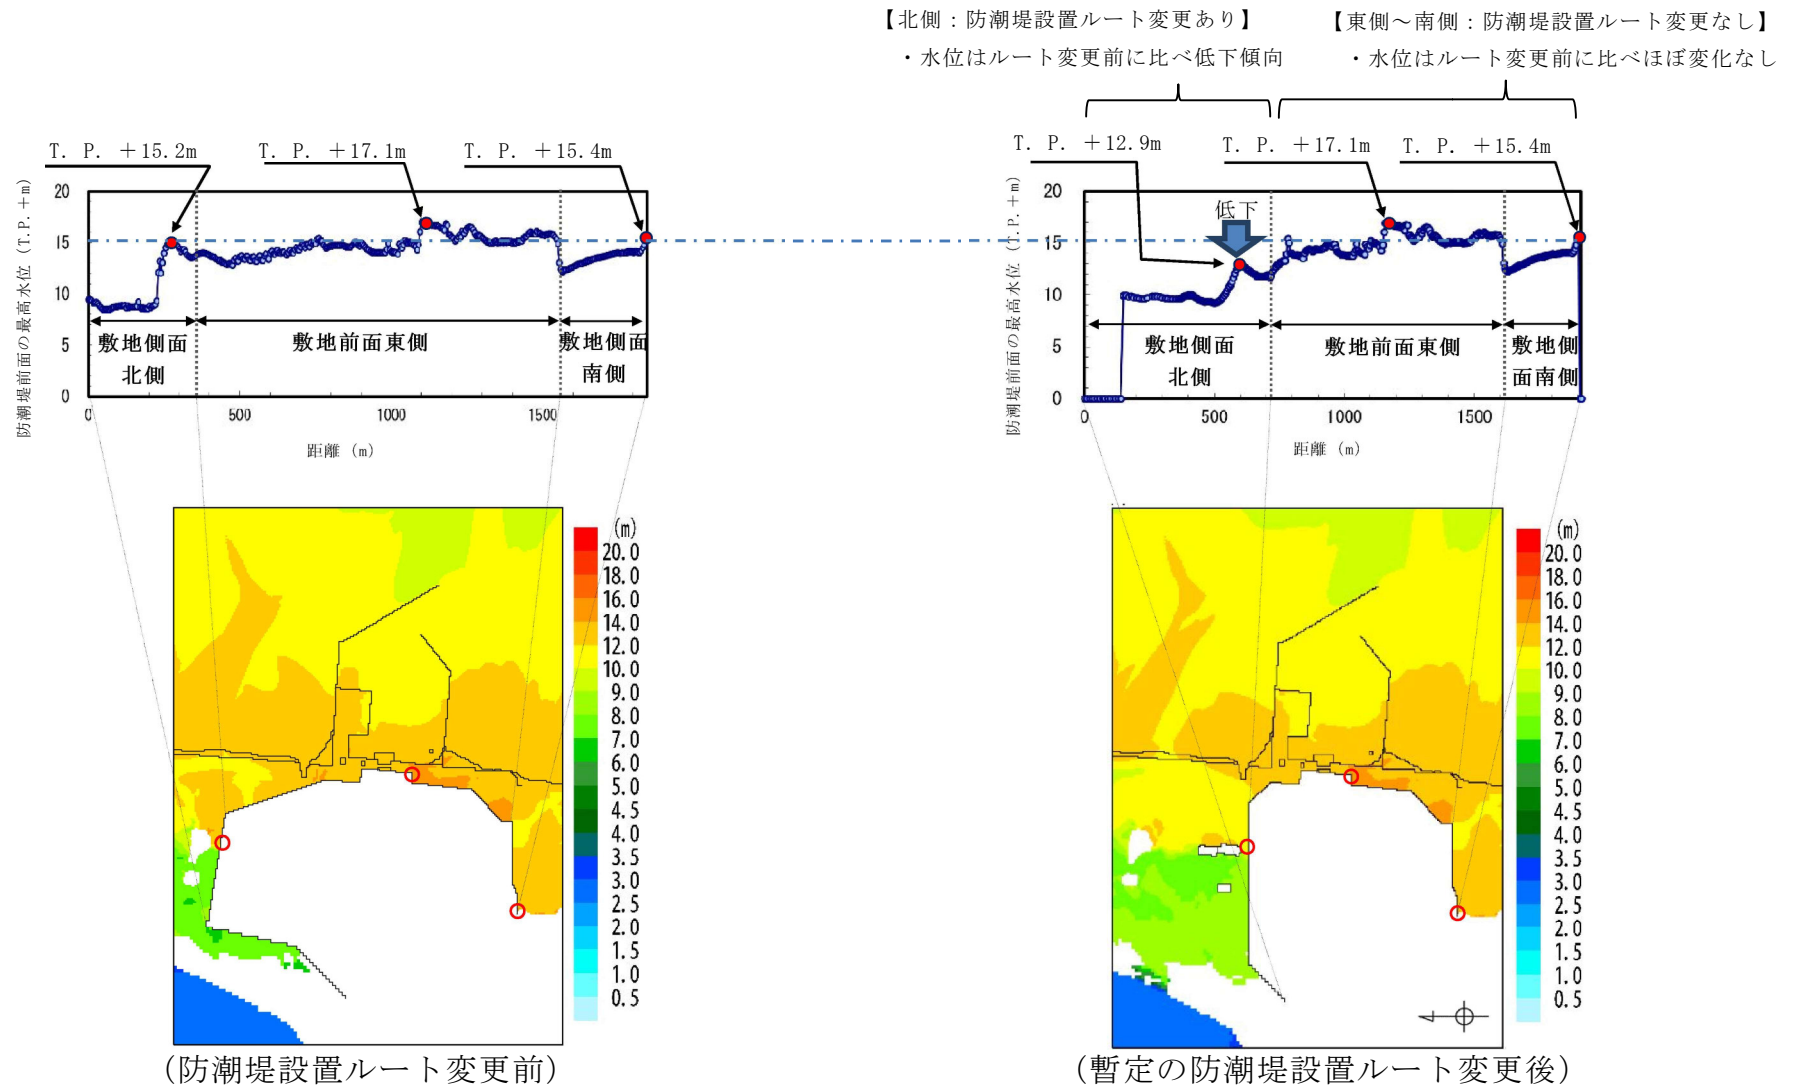 【北側：防潮堤設置ルート変更あり】
・水位はルート変更前に比べ低下傾向
【東側～南側：防潮堤設置ルート変更なし】
・水位はルート変更前に比べほぼ変化なし
T. P. ＋15.2m
T. P. ＋17.1m
T. P. ＋15.4m
防潮堤前面の最高水位（T.P.＋m）
20
15
10
5
0
敷地側面
北側
敷地前面東側
敷地側面
南側
0
500
1000
1500
距離（m）
T. P. ＋12.9m
T. P. ＋17.1m
T. P. ＋15.4m
防潮堤前面の最高水位（T.P.＋m）
20
15
10
5
0
低下
敷地側面
北側
敷地前面東側
敷地側
面南側
0
500
1000
1500
距離（m）
(m)
20.0
18.0
16.0
14.0
12.0
10.0
9.0
8.0
7.0
6.0
5.0
4.5
4.0
3.5
3.0
2.5
2.0
1.5
1.0
0.5
(m)
20.0
18.0
16.0
14.0
12.0
10.0
9.0
8.0
7.0
6.0
5.0
4.5
4.0
3.5
3.0
2.5
2.0
1.5
1.0
0.5
（防潮堤設置ルート変更前）
（暫定の防潮堤設置ルート変更後）